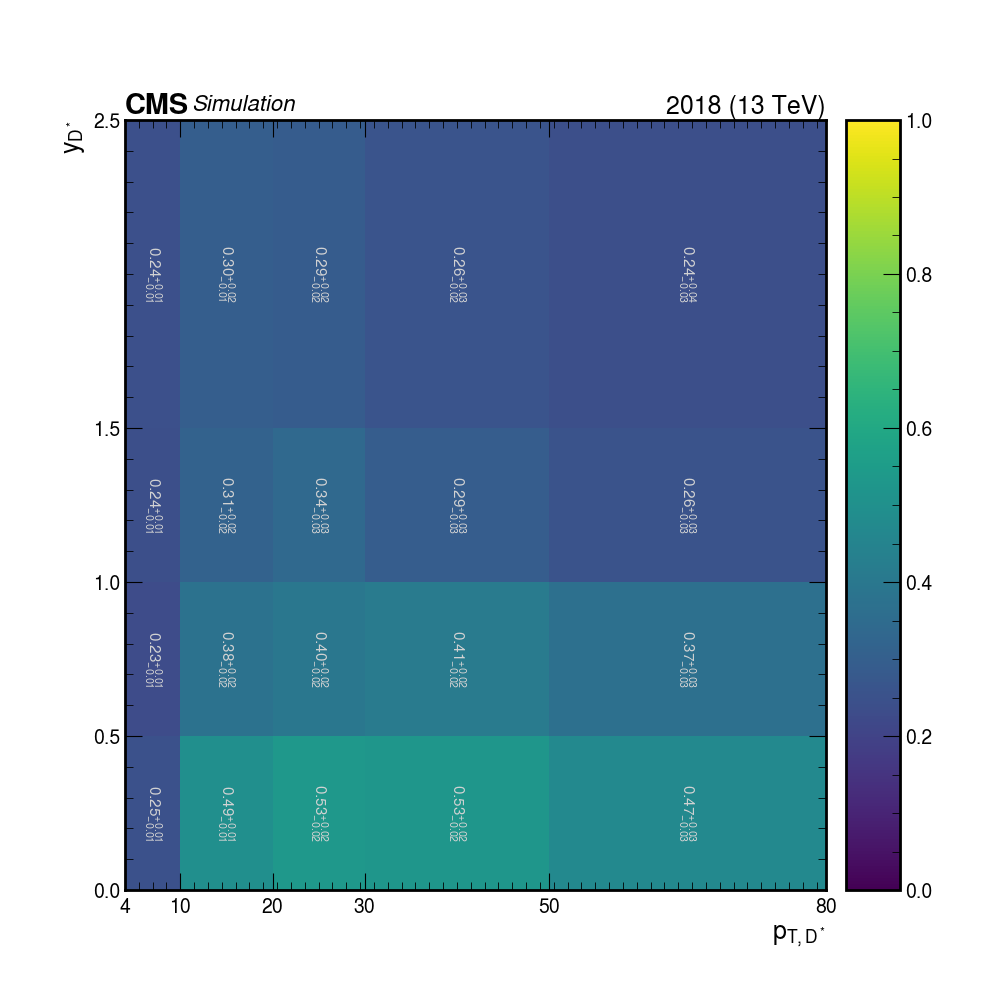 CMS Simulation 2018 (13 TeV)
y_{D^*}
2.5
1.5
1.0
0.5
0.0
0.24^{+0.01}_{−0.01} 0.30^{+0.02}_{−0.01} 0.29^{+0.02}_{−0.02} 0.26^{+0.03}_{−0.02} 0.24^{+0.04}_{−0.03}
0.24^{+0.01}_{−0.01} 0.31^{+0.02}_{−0.02} 0.34^{+0.03}_{−0.03} 0.29^{+0.03}_{−0.03} 0.26^{+0.03}_{−0.03}
0.23^{+0.01}_{−0.01} 0.38^{+0.02}_{−0.02} 0.40^{+0.02}_{−0.02} 0.41^{+0.02}_{−0.02} 0.37^{+0.03}_{−0.03}
0.25^{+0.01}_{−0.01} 0.49^{+0.01}_{−0.01} 0.53^{+0.02}_{−0.02} 0.53^{+0.02}_{−0.02} 0.47^{+0.03}_{−0.03}
4 10 20 30 50 80
p_{T, D^*}
1.0
0.8
0.6
0.4
0.2
0.0